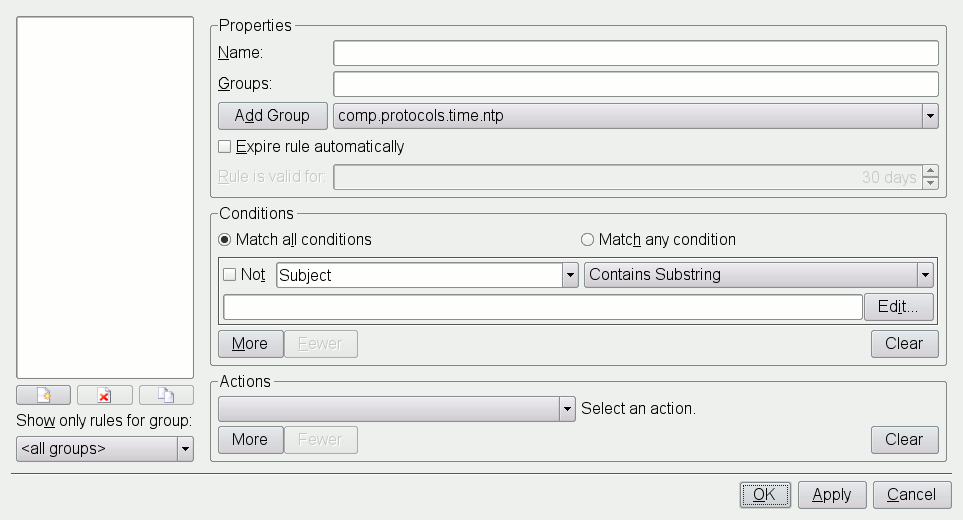 Properties
Name:
Groups:
Add Group
comp.protocols.time.ntp
Expire rule automatically
Rule is valid for:
30 days
Conditions
Match all conditions
Match any condition
Not
Subject
Contains Substring
Edit...
More
Fewer
Clear
Actions
Select an action.
More
Fewer
Clear
Show only rules for group:
<all groups>
OK
Apply
Cancel